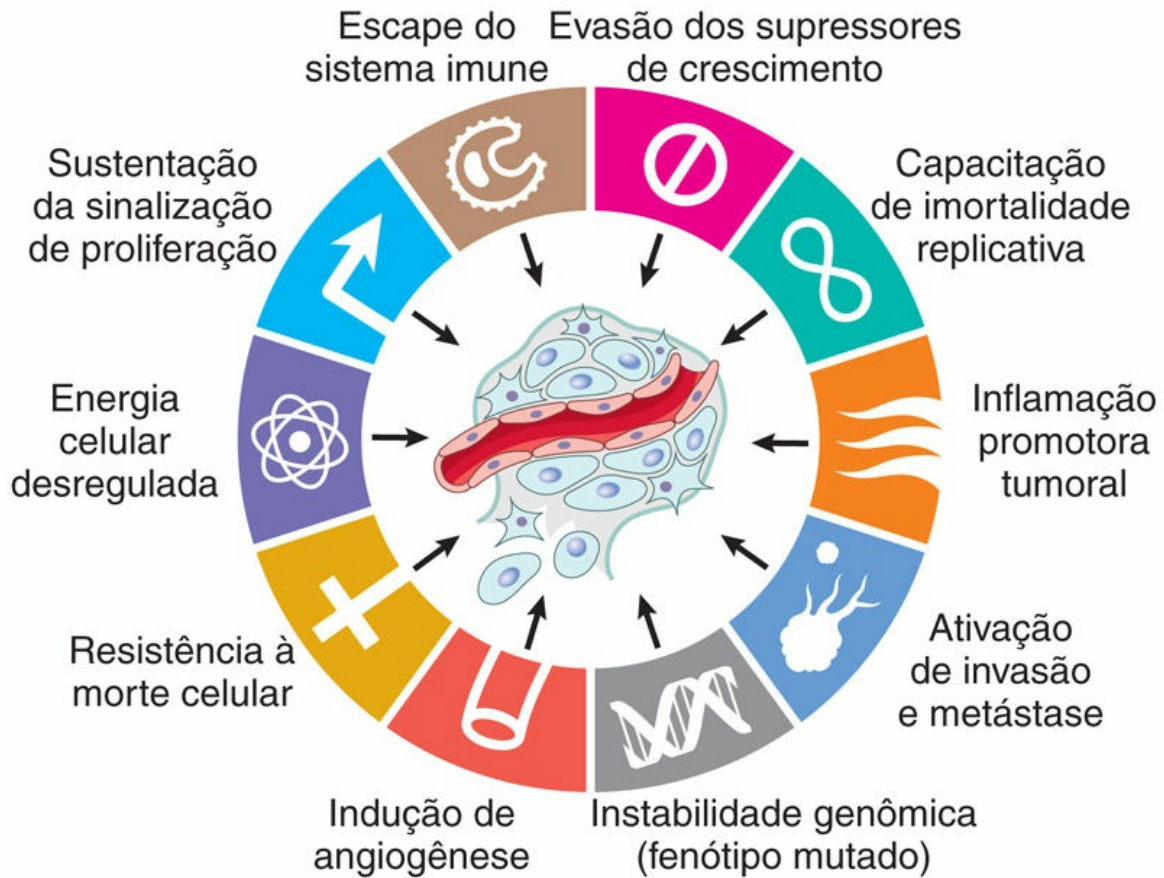 Escape do
sistema imune
Evasão dos supressores
de crescimento
Capacitação
de imortalidade
replicativa
Inflamação
promotora
tumoral
Ativação
de invasão
e metástase
Instabilidade genômica
(fenótipo mutado)
Indução de
angiogênese
Resistência à
morte celular
Energia
celular
desregulada
Sustentação
da sinalização
de proliferação